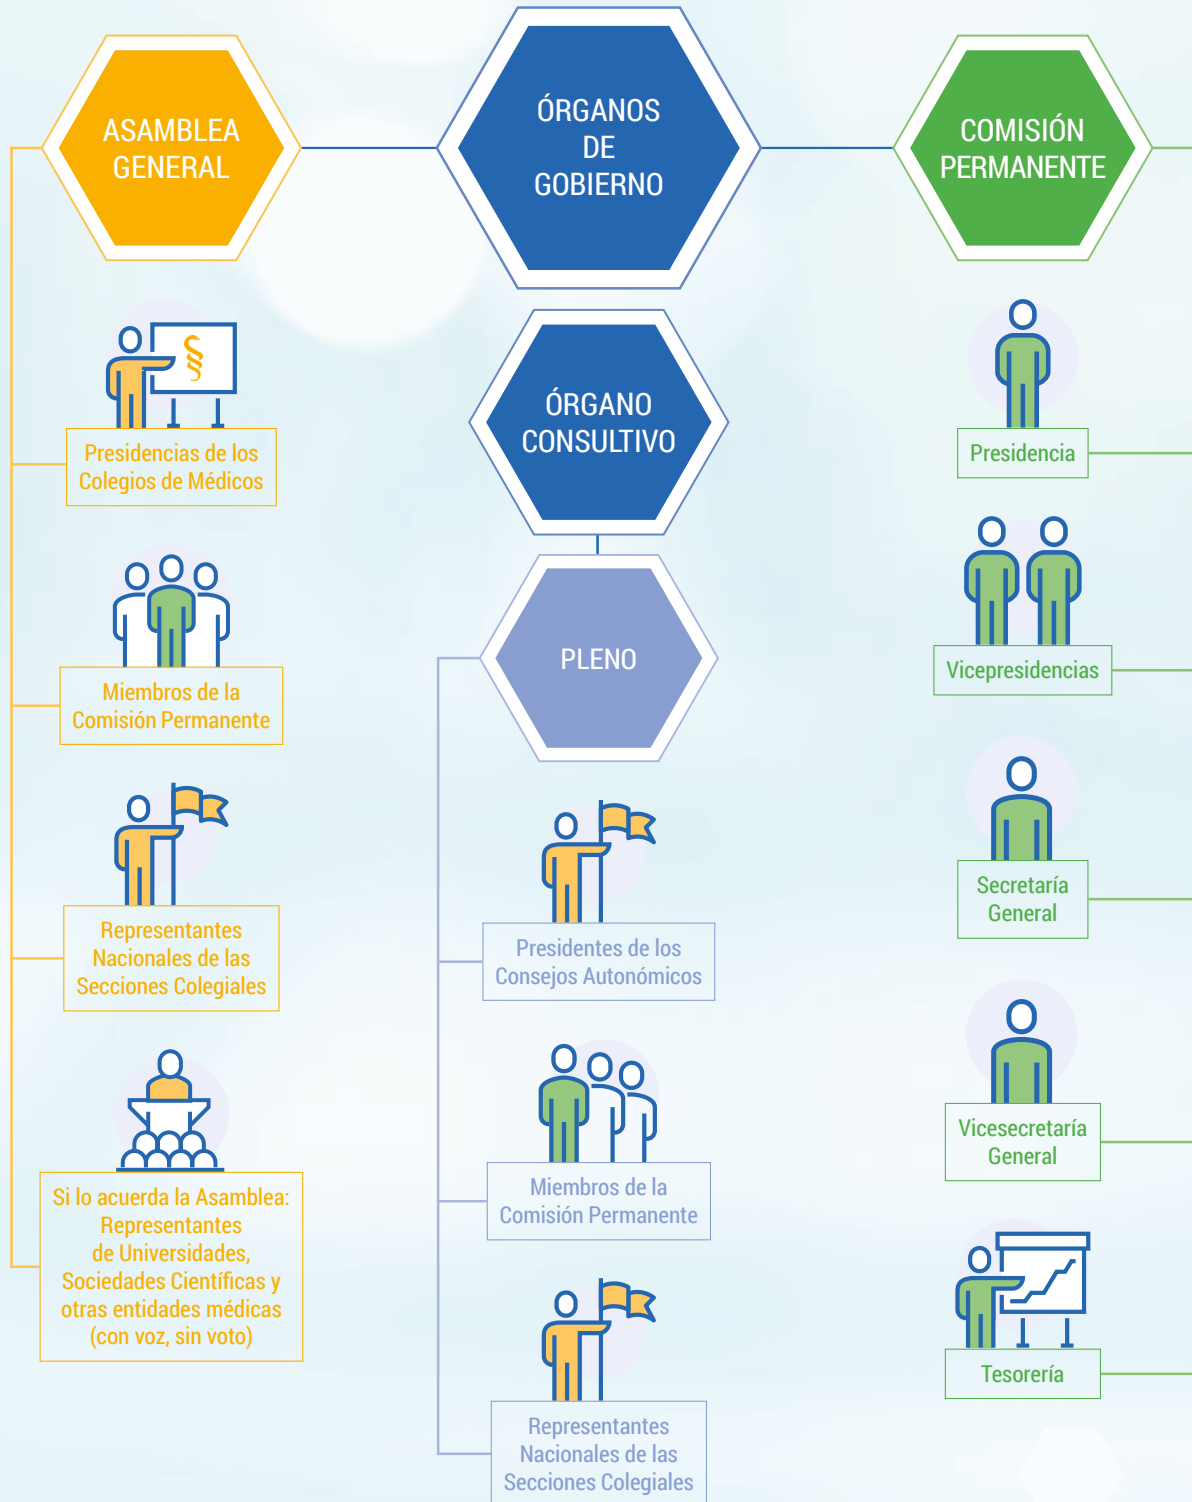 ASAMBLEA
GENERAL
Presidencias de los
Colegios de Médicos
Miembros de la
Comisión Permanente
Representantes
Nacionales de las
Secciones Colegiales
Si lo acuerda la Asamblea:
Representantes
de Universidades,
Sociedades Científicas y
otras entidades médicas
(con voz, sin voto)
ÓRGANOS
DE
GOBIERNO
ÓRGANO
CONSULTIVO
PLENO
Presidentes de los
Consejos Autonómicos
Miembros de la
Comisión Permanente
Representantes
Nacionales de las
Secciones Colegiales
COMISIÓN
PERMANENTE
Presidencia
Vicepresidencias
Secretaría
General
Vicesecretaría
General
Tesorería
§